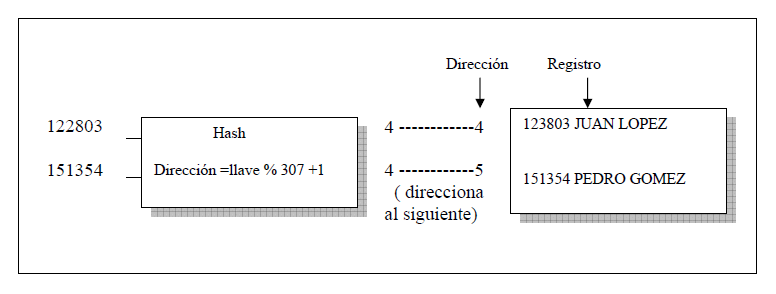 Dirección Registro
122803
151354
Hash
Dirección =llave % 307 +1
4 ------------4
4 ------------5
( direcciona
al siguiente)
123803 JUAN LOPEZ
151354 PEDRO GOMEZ